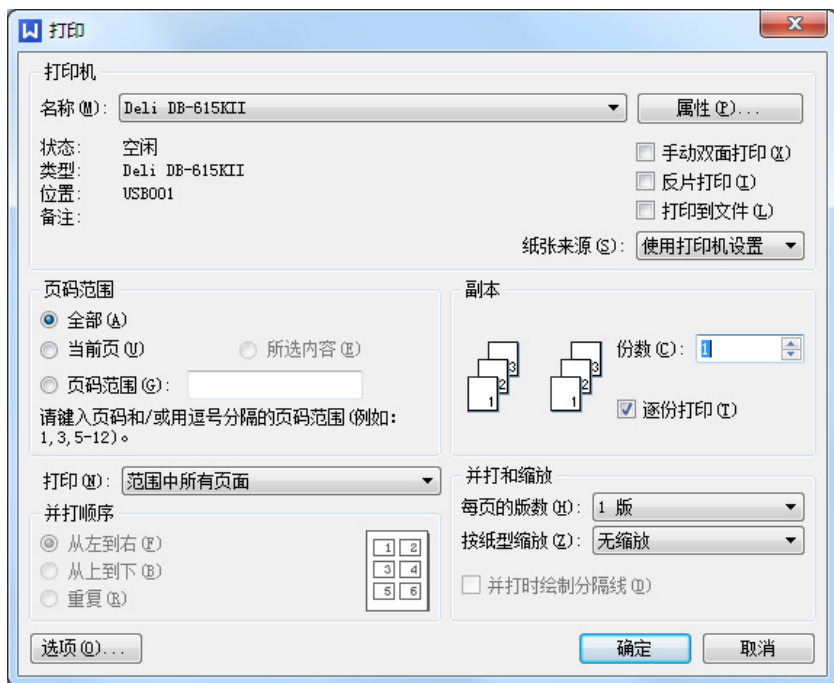 打印
打印机
名称(M): Deli DB-615KII 属性(P)...
状态: 空闲
类型: Deli DB-615KII
位置: USB001
备注:
手动双面打印(X)
反片打印(I)
打印到文件(L)
纸张来源(S): 使用打印机设置
页码范围
全部(A)
当前页(U) 所选内容(E)
页码范围(G):
请键入页码和/或用逗号分隔的页码范围(例如:
1,3,5-12)。
副本
份数(C): 1
3 3
2 2
1 1
逐份打印(T)
打印(N): 范围中所有页面
并打顺序
从左到右(F)
从上到下(B)
重复(R)
1 2
3 4
5 6
并打和缩放
每页的版数(H): 1 版
按纸型缩放(Z): 无缩放
并打时绘制分隔线(D)
选项(O)... 确定 取消